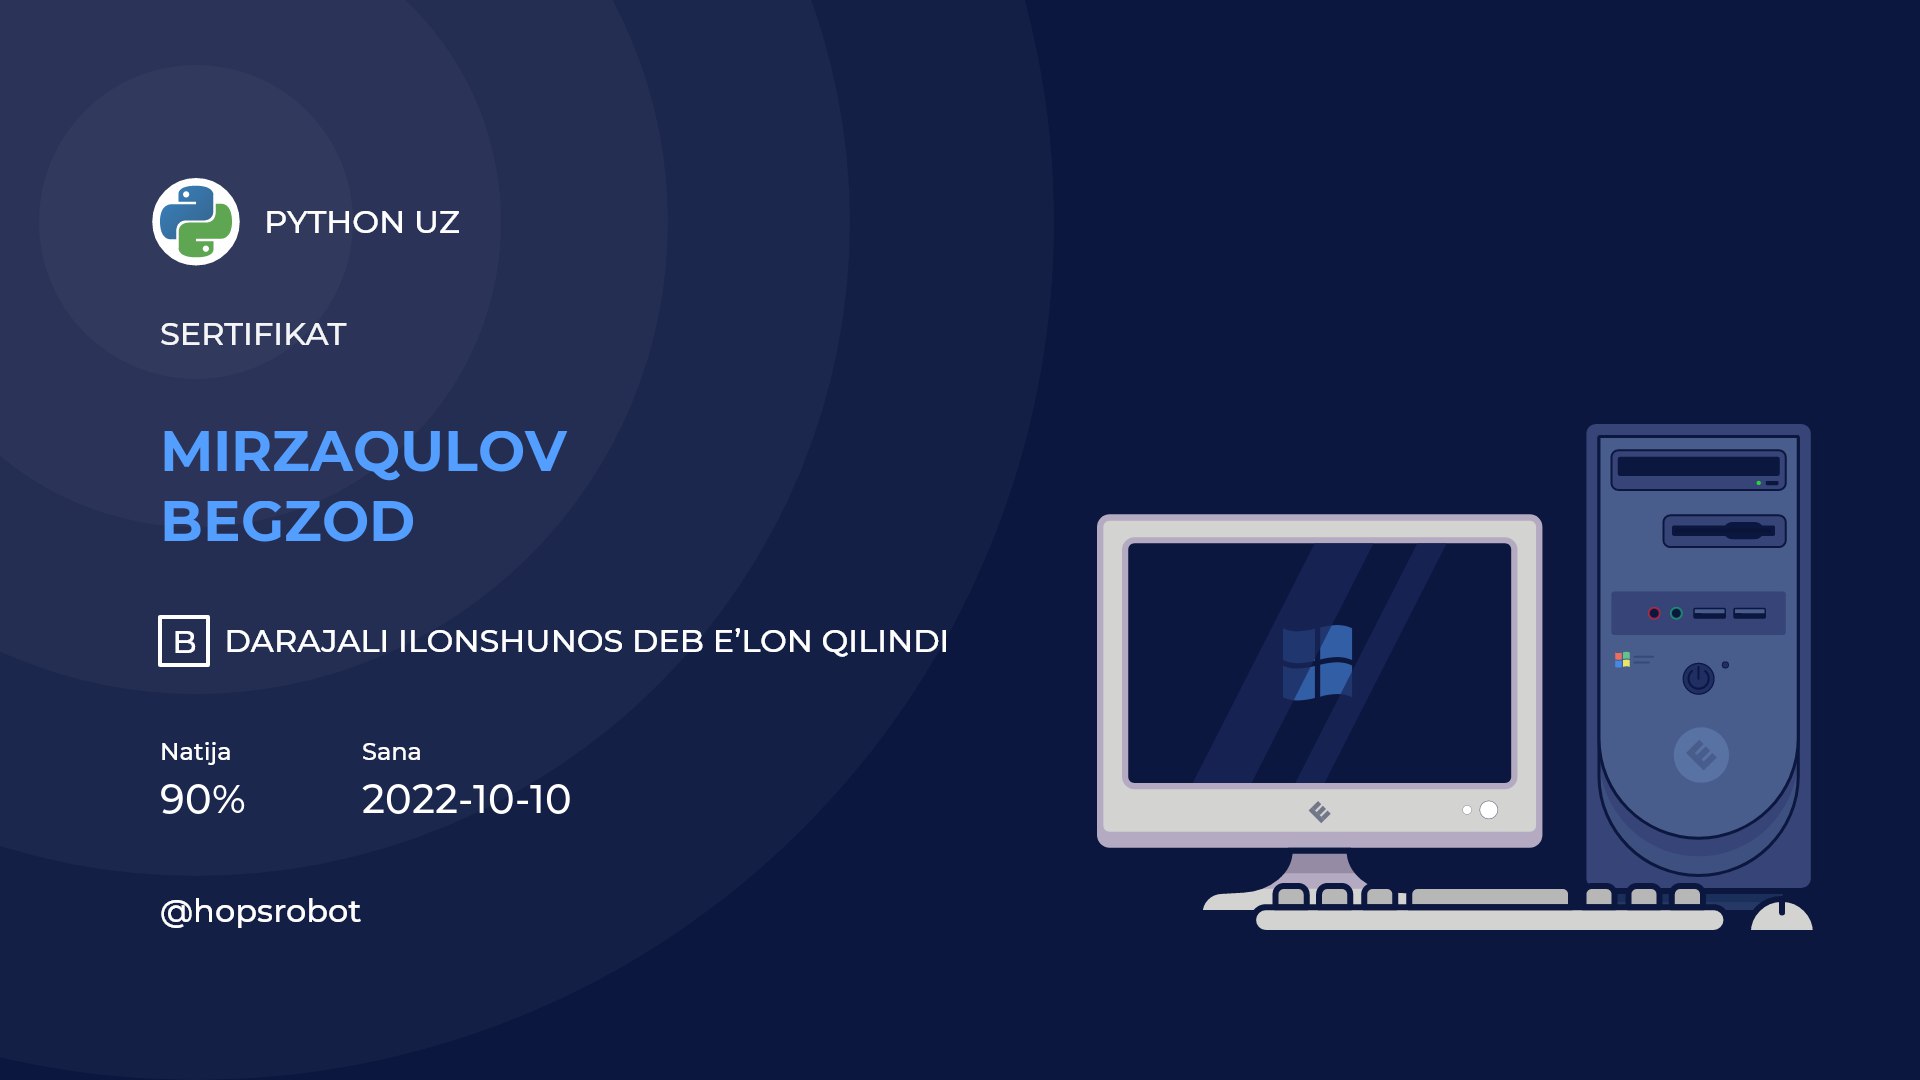 PYTHON UZ
SERTIFIKAT
MIRZAQULOV
BEGZOD
B DARAJALI ILONSHUNOS DEB E’LON QILINDI
Natija Sana
90% 2022-10-10
@hopsrobot